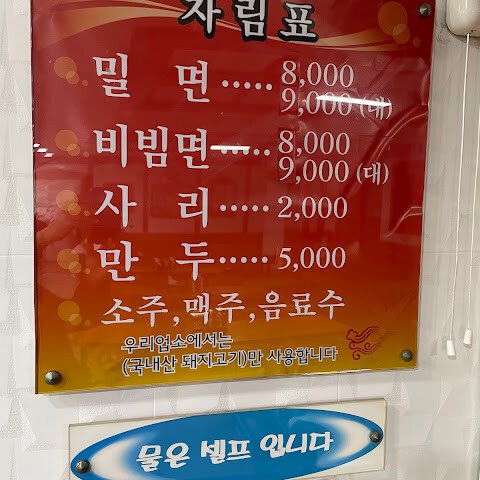 차림표
밀 면 ····· 8,000
9,000 (대)
비빔면 ····· 8,000
9,000 (대)
사 리 ····· 2,000
만 두 ····· 5,000
소주, 맥주, 음료수
우리업소에서는
(국내산 돼지고기)만 사용합니다
물은 셀프 입니다